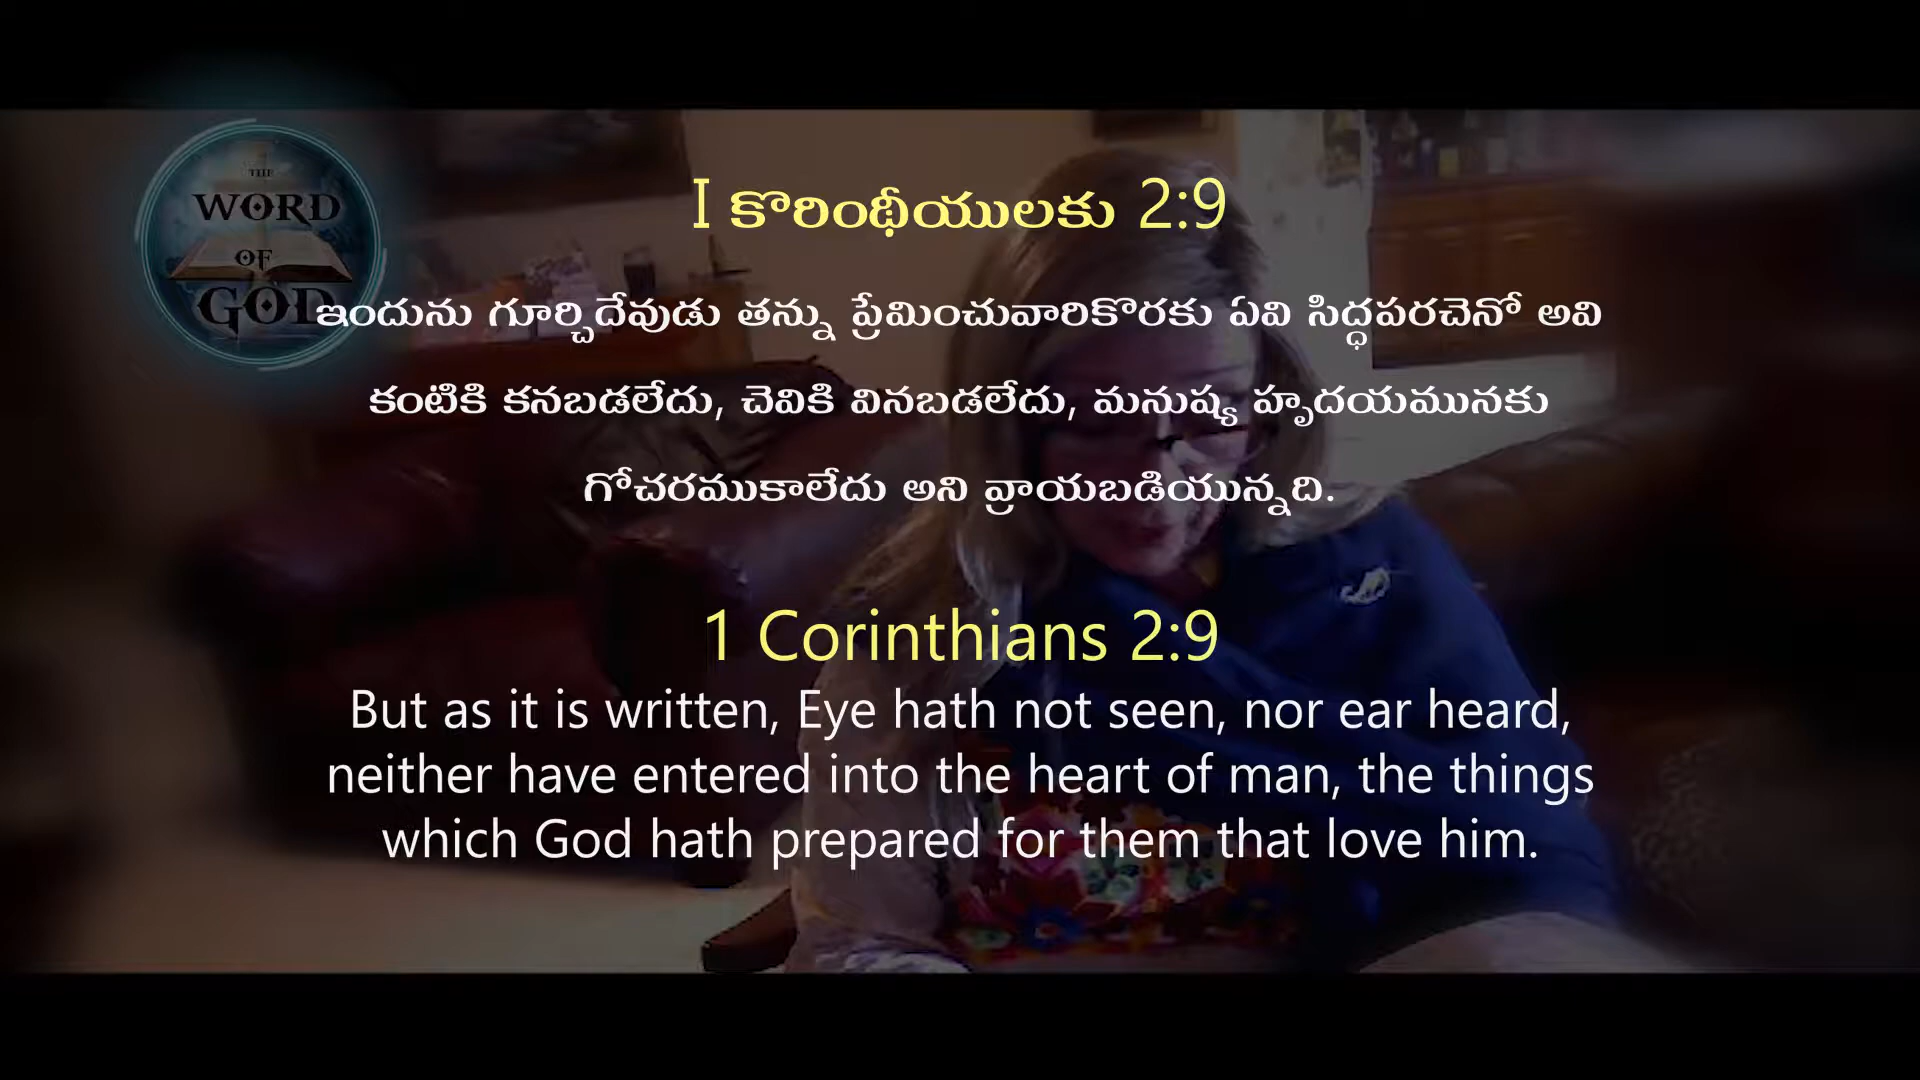 THE
WORD
OF
GOD
I కొరింథీయులకు 2:9
ఇందును గూర్చిదేవుడు తన్ను ప్రేమించువారికొరకు ఏవి సిద్ధపరచెనో అవి
కంటికి కనబడలేదు, చెవికి వినబడలేదు, మనుష్య హృదయమునకు
గోచరముకాలేదు అని వ్రాయబడియున్నది.
1 Corinthians 2:9
But as it is written, Eye hath not seen, nor ear heard,
neither have entered into the heart of man, the things
which God hath prepared for them that love him.